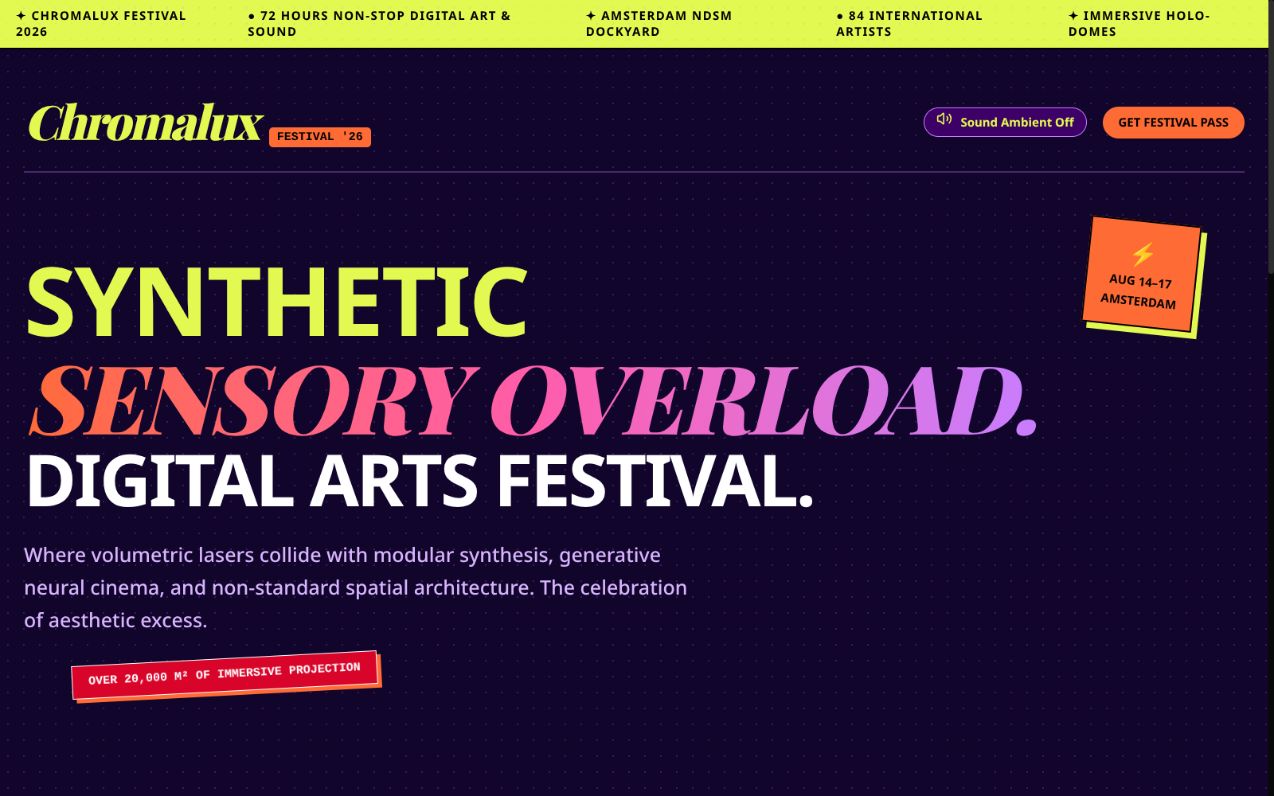 ✦ CHROMALUX FESTIVAL
2026
● 72 HOURS NON-STOP DIGITAL ART &
SOUND
✦ AMSTERDAM NDSM
DOCKYARD
● 84 INTERNATIONAL
ARTISTS
✦ IMMERSIVE HOLO-
DOMES
Chromalux
FESTIVAL '26
Sound Ambient Off
GET FESTIVAL PASS
⚡
AUG 14–17
AMSTERDAM
SYNTHETIC
SENSORY OVERLOAD.
DIGITAL ARTS FESTIVAL.
Where volumetric lasers collide with modular synthesis, generative
neural cinema, and non-standard spatial architecture. The celebration
of aesthetic excess.
OVER 20,000 M² OF IMMERSIVE PROJECTION